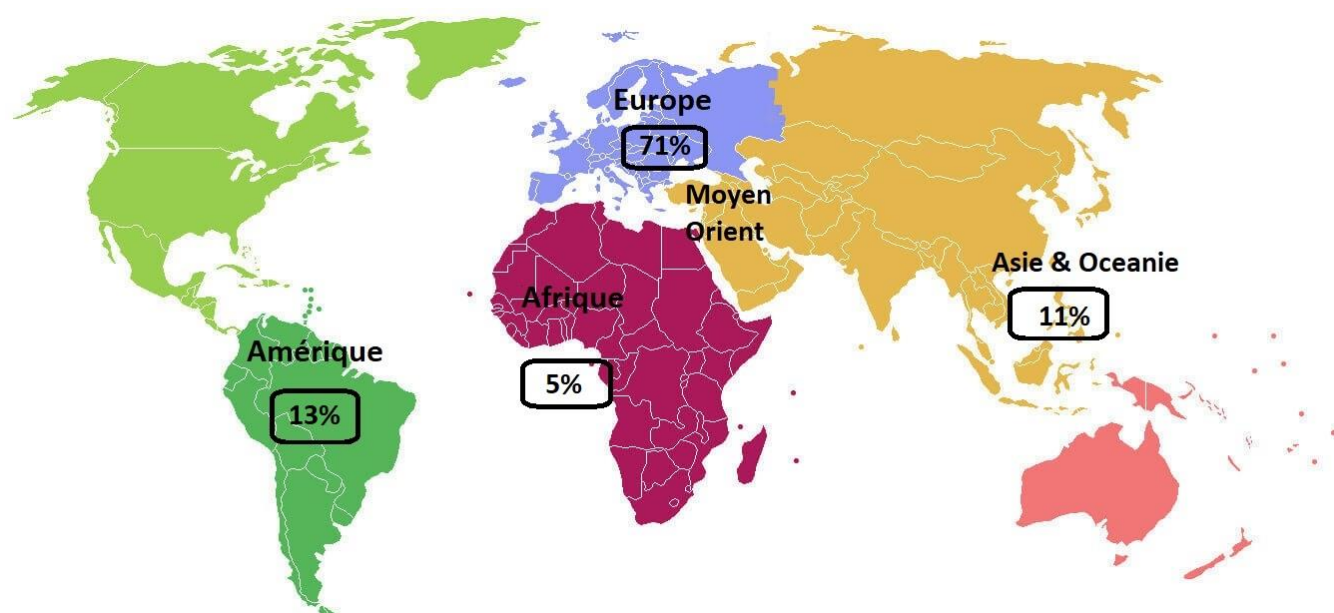 Europe
71%
Moyen
Orient
Asie & Oceanie
11%
Afrique
5%
Amérique
13%